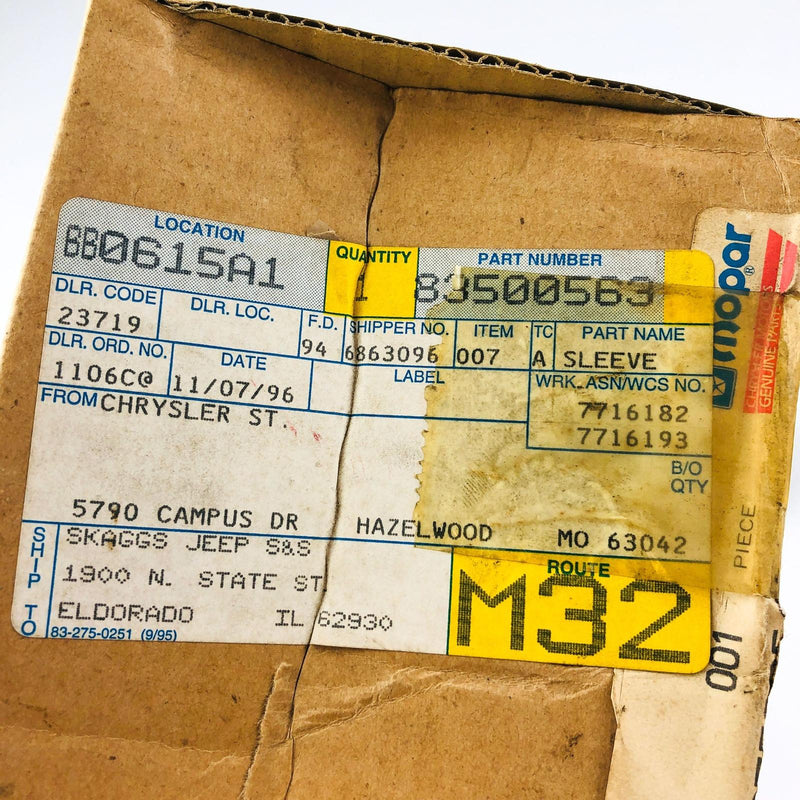 LOCATION
BB0615A1
QUANTITY
1
PART NUMBER
83500563
DLR. CODE
23719
DLR. LOC.
F.D.
94
SHIPPER NO.
6863096
ITEM
007
TC
A
PART NAME
SLEEVE
DLR. ORD. NO.
1106C@
DATE
11/07/96
LABEL
WRK. ASN/WCS NO.
7716182
7716193
FROM CHRYSLER ST.
B/O
QTY
5790 CAMPUS DR HAZELWOOD MO 63042
SHIP TO
SKAGGS JEEP S&S
1900 N. STATE ST
ELDORADO IL 62930
83-275-0251 (9/95)
ROUTE
M32
mopar®
GENUINE PARTS
PIECE
001